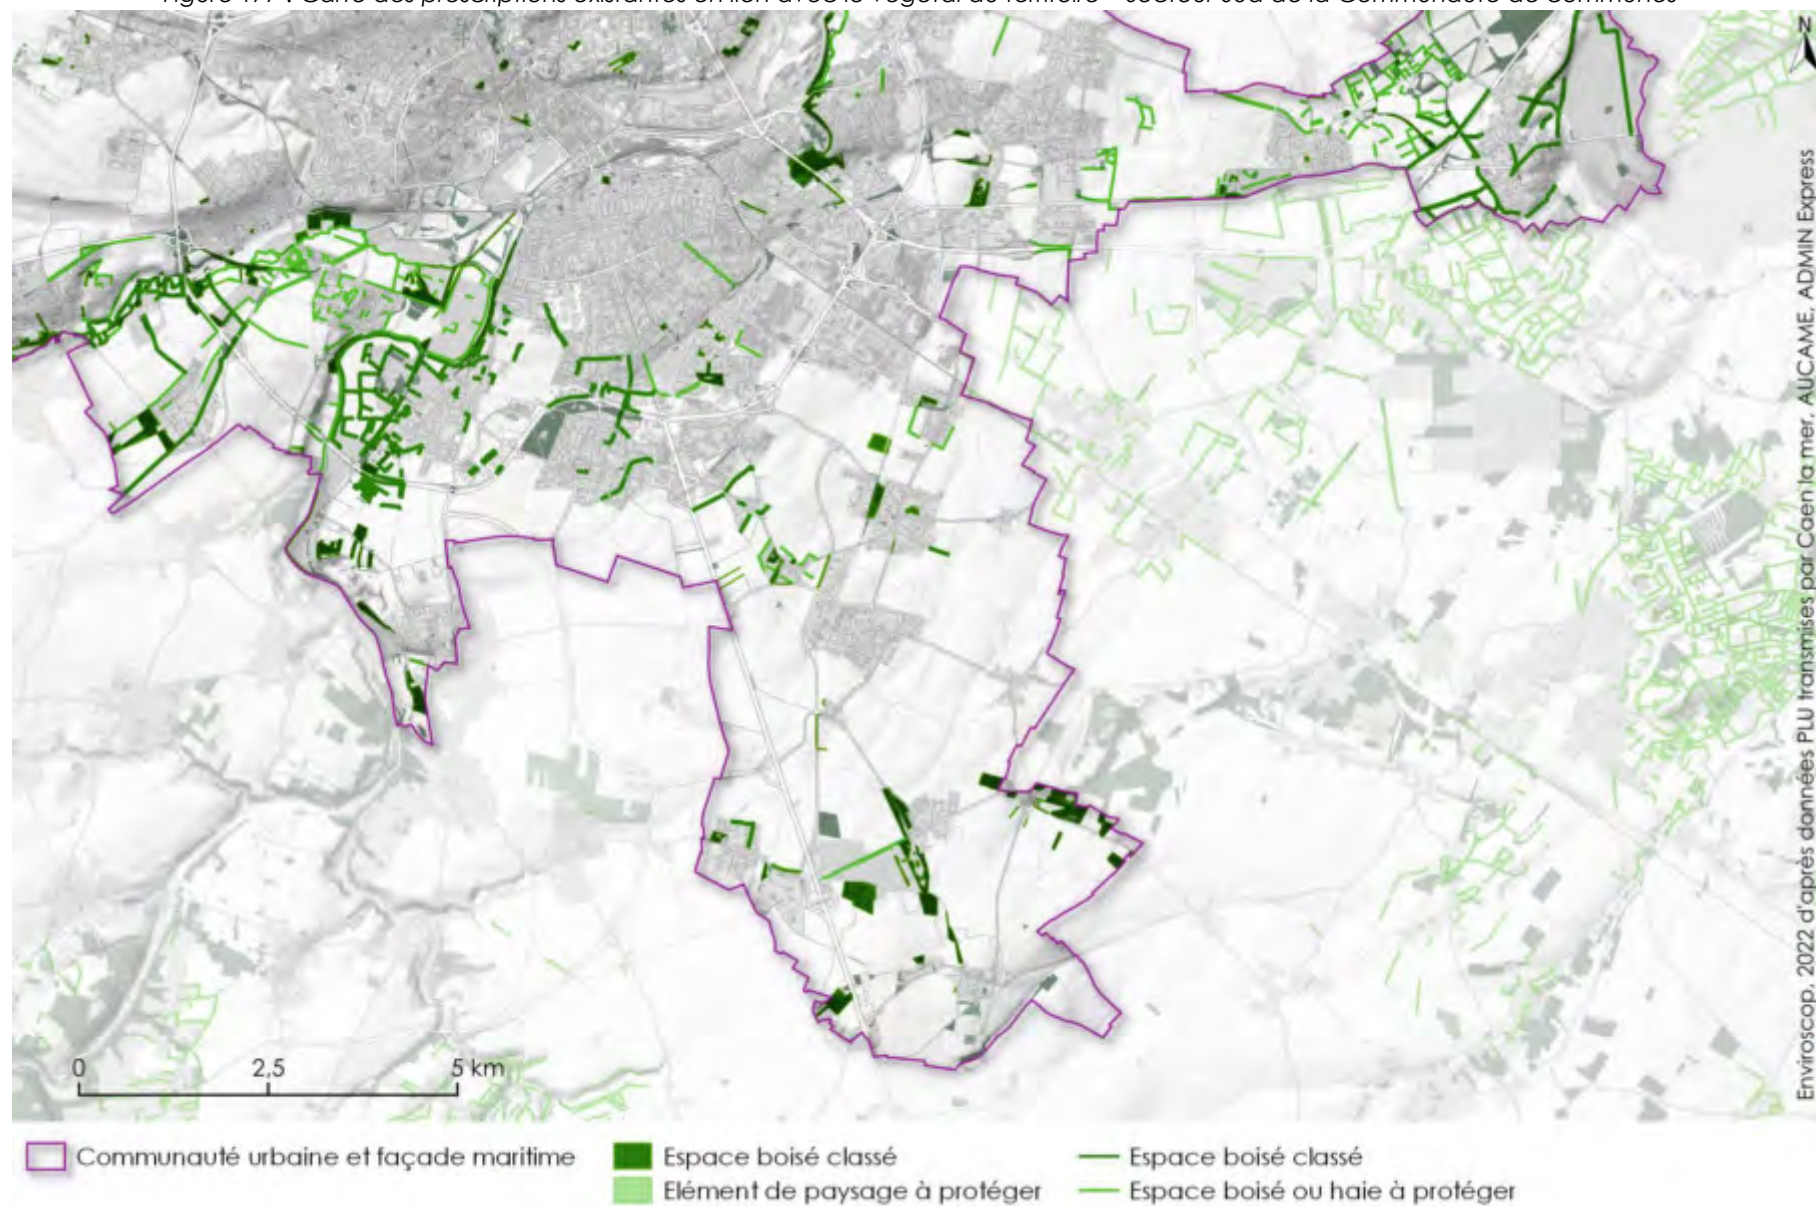 N
Enviroscop, 2022 d'après données PLU transmises par Caen la mer, AUCAME, ADMIN Express
0 2,5 5 km
Communauté urbaine et façade maritime
Espace boisé classé
Elément de paysage à protéger
Espace boisé classé
Espace boisé ou haie à protéger